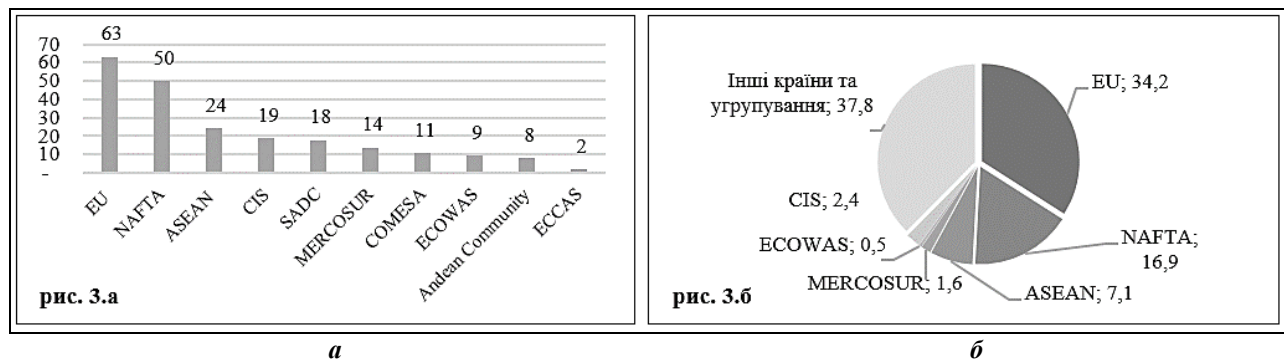 70
60
50
40
30
20
10
-
63
50
24
19
18
14
11
9
8
2
EU
NAFTA
ASEAN
CIS
SADC
MERCOSUR
COMESA
ECOWAS
Andean Community
ECCAS
рис. 3.а
Інші країни та
угрупування; 37,8
EU; 34,2
CIS; 2,4
ECOWAS; 0,5
MERCOSUR; 1,6
ASEAN; 7,1
NAFTA;
16,9
рис. 3.б
а
б